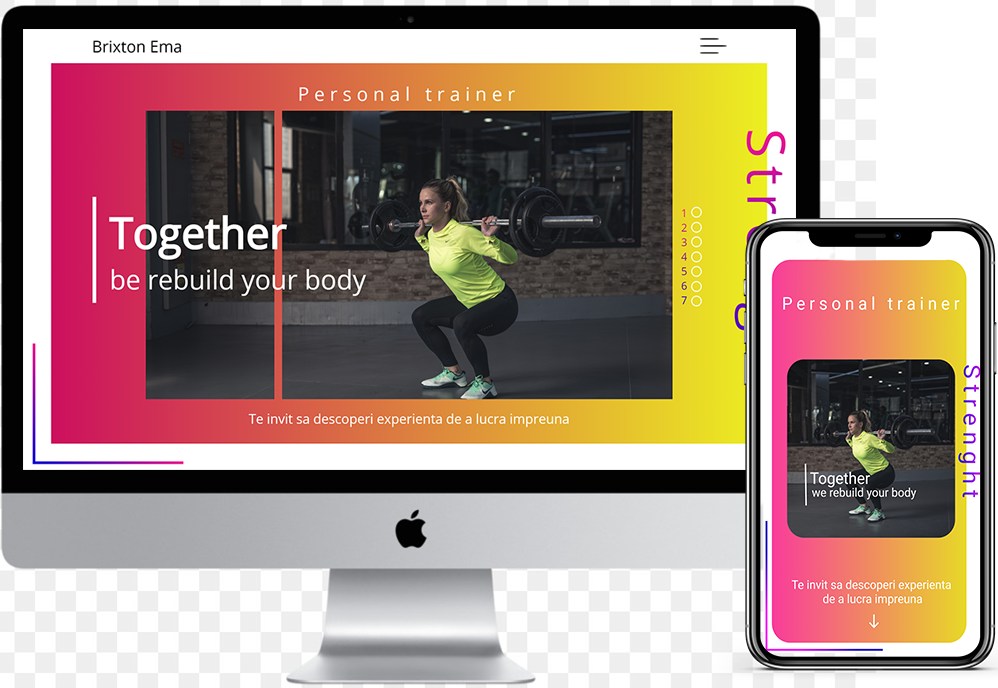 Brixton Ema
Personal trainer
Together
be rebuild your body
1
2
3
4
5
6
7
Te invit sa descoperi experienta de a lucra impreuna
Personal trainer
Strenght
Together
we rebuild your body
Te invit sa descoperi experienta
de a lucra impreuna